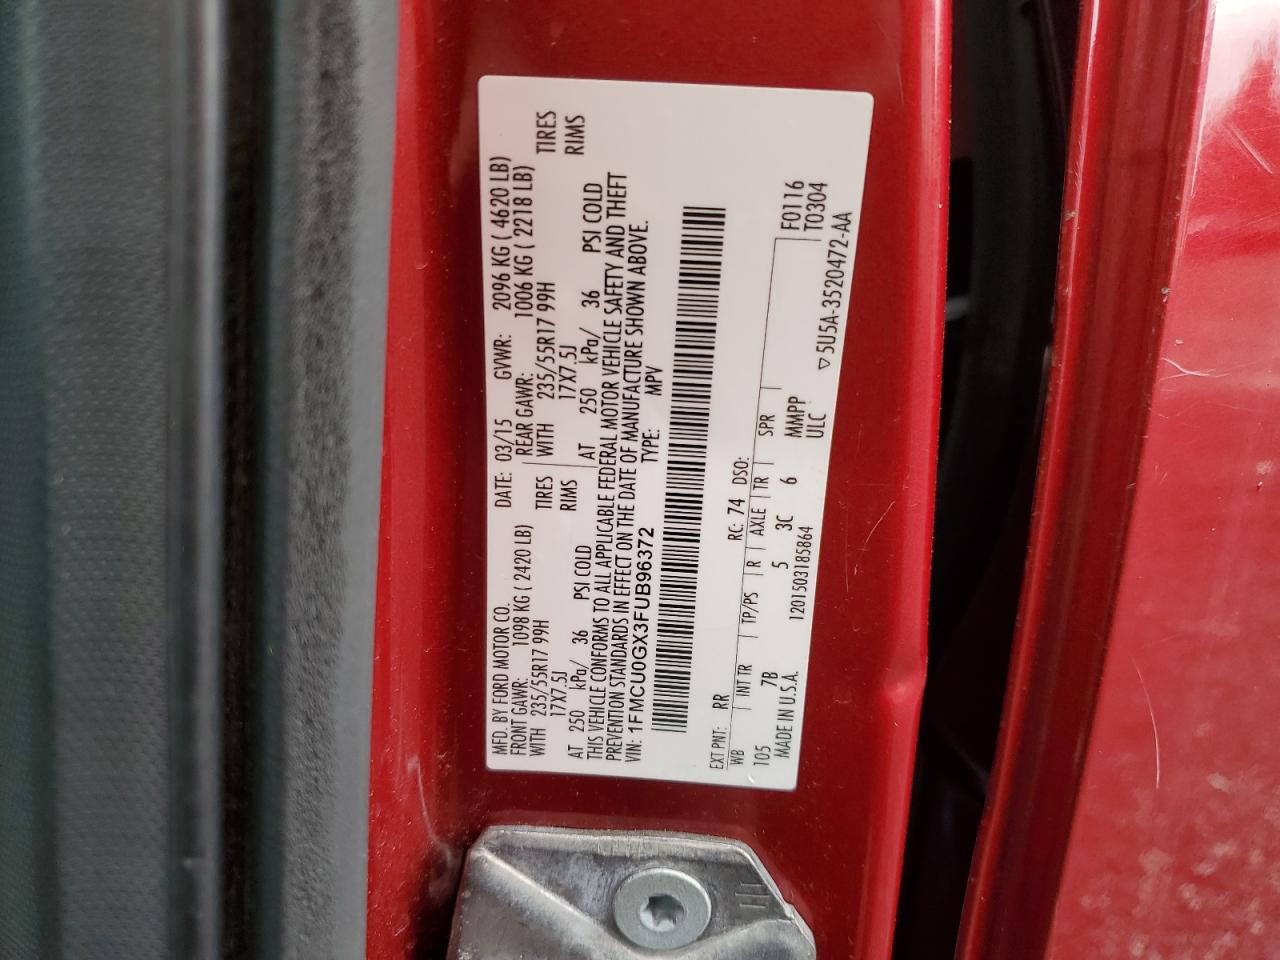 MFD. BY FORD MOTOR CO. DATE: 03/15 GVWR: 2096 KG ( 4620 LB)
FRONT GAWR: 1098 KG ( 2420 LB) REAR GAWR: 1006 KG ( 2218 LB)
WITH 235/55R17 99H TIRES WITH 235/55R17 99H TIRES
17X7.5J RIMS 17X7.5J RIMS
AT 250 kPa/ 36 PSI COLD AT 250 kPa/ 36 PSI COLD
THIS VEHICLE CONFORMS TO ALL APPLICABLE FEDERAL MOTOR VEHICLE SAFETY AND THEFT
PREVENTION STANDARDS IN EFFECT ON THE DATE OF MANUFACTURE SHOWN ABOVE.
VIN: 1FMCU0GX3FUB96372 TYPE: MPV
EXT PNT: RR RC: 74 DSO: F0116
WB INT TR TP/PS R AXLE TR SPR T0304
105 7B 5 3C 6 MMPP
MADE IN U.S.A. 1201503185864 ULC ▽ 5U5A-3520472-AA